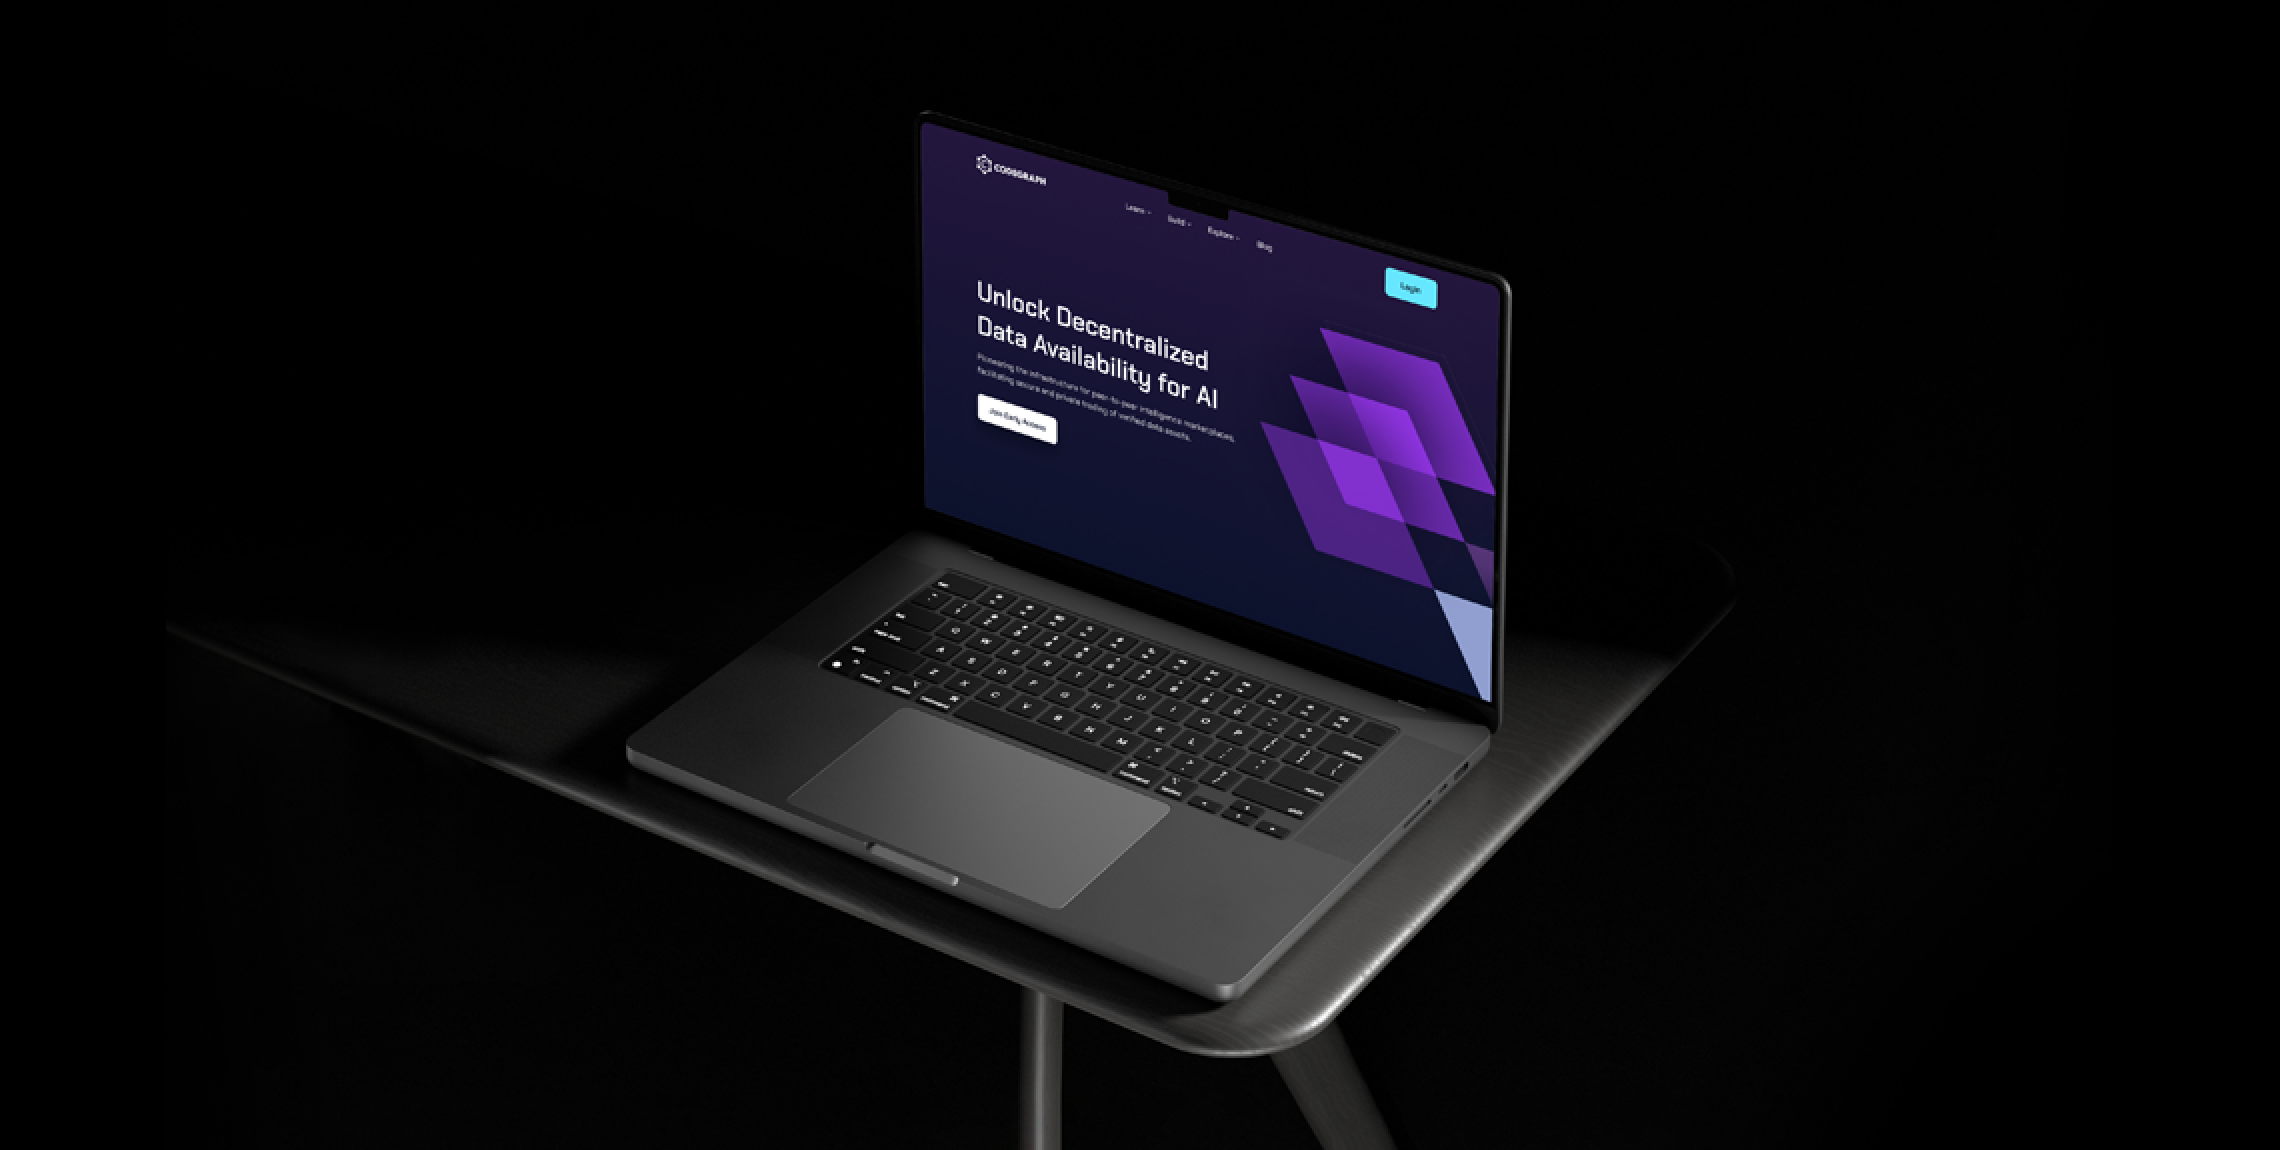 CODEGRAPH
Learn
Build
Explore
Blog
Login
Unlock Decentralized
Data Availability for AI
Pioneering the infrastructure for peer-to-peer intelligence marketplaces,
facilitating secure and private trading of verified data assets.
Join Early Access